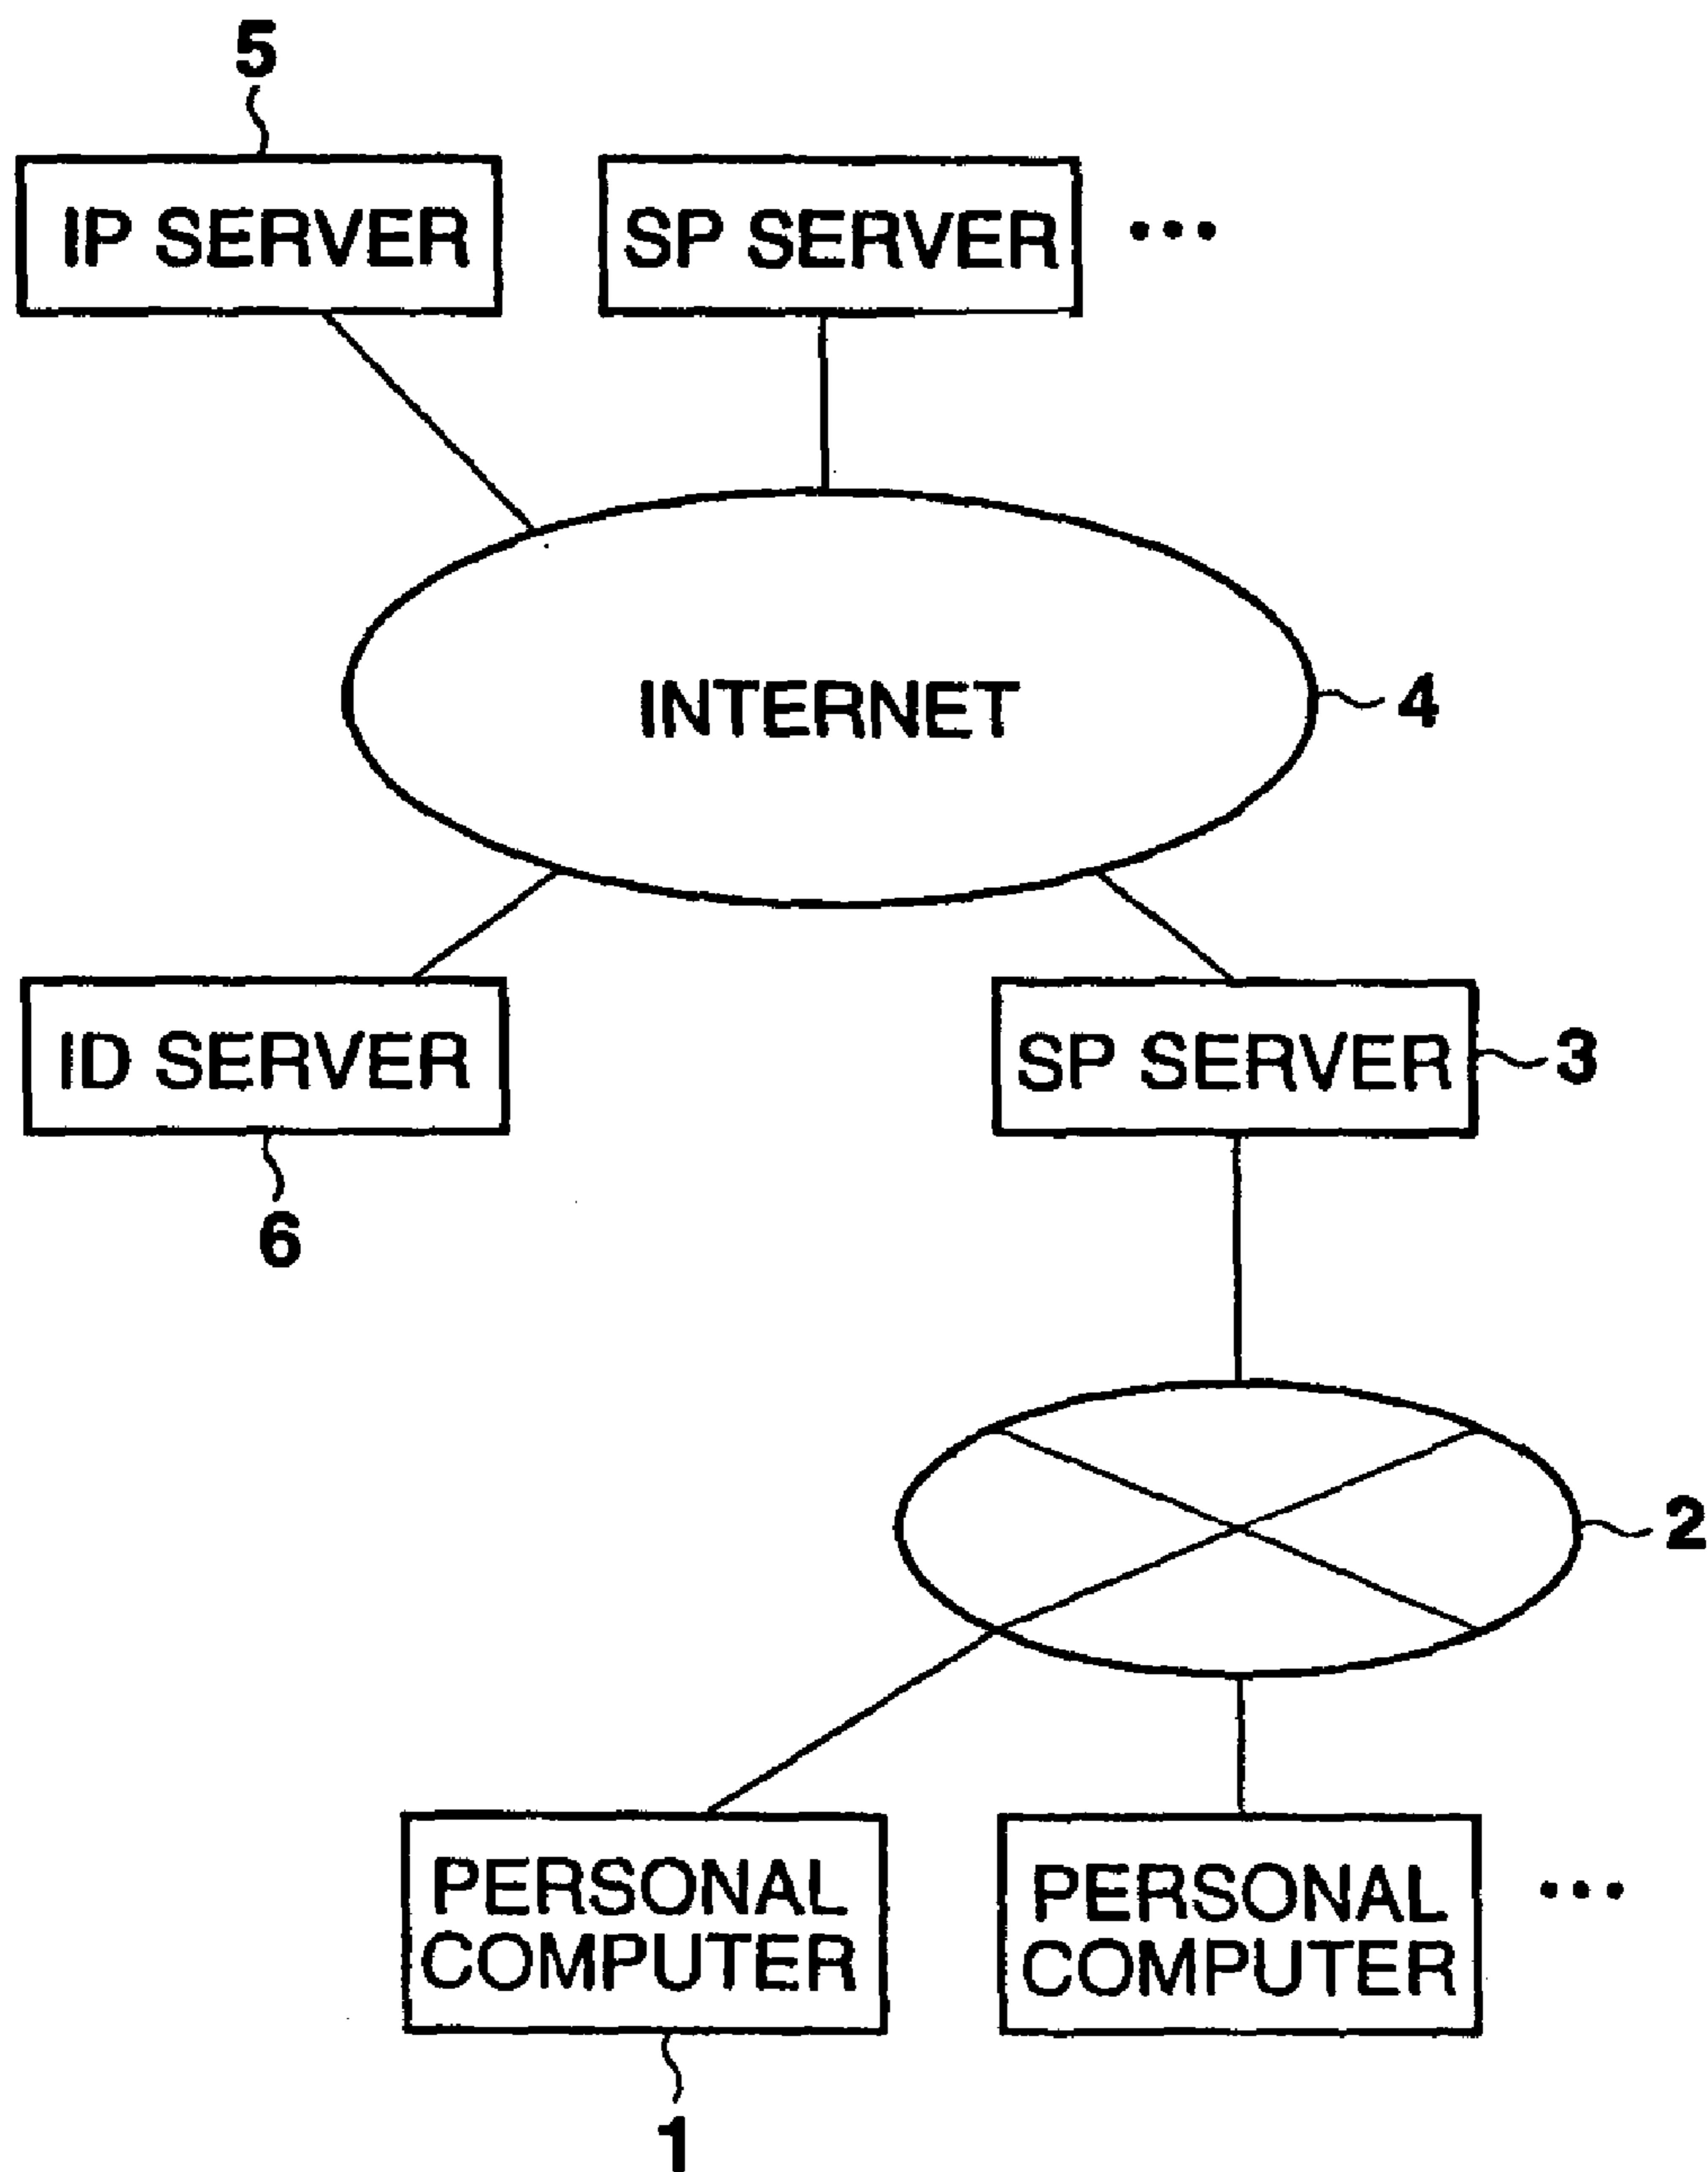 5
IP SERVER
SP SERVER
...
INTERNET
4
ID SERVER
SP SERVER
3
6
2
PERSONAL
COMPUTER
PERSONAL
COMPUTER
...
1